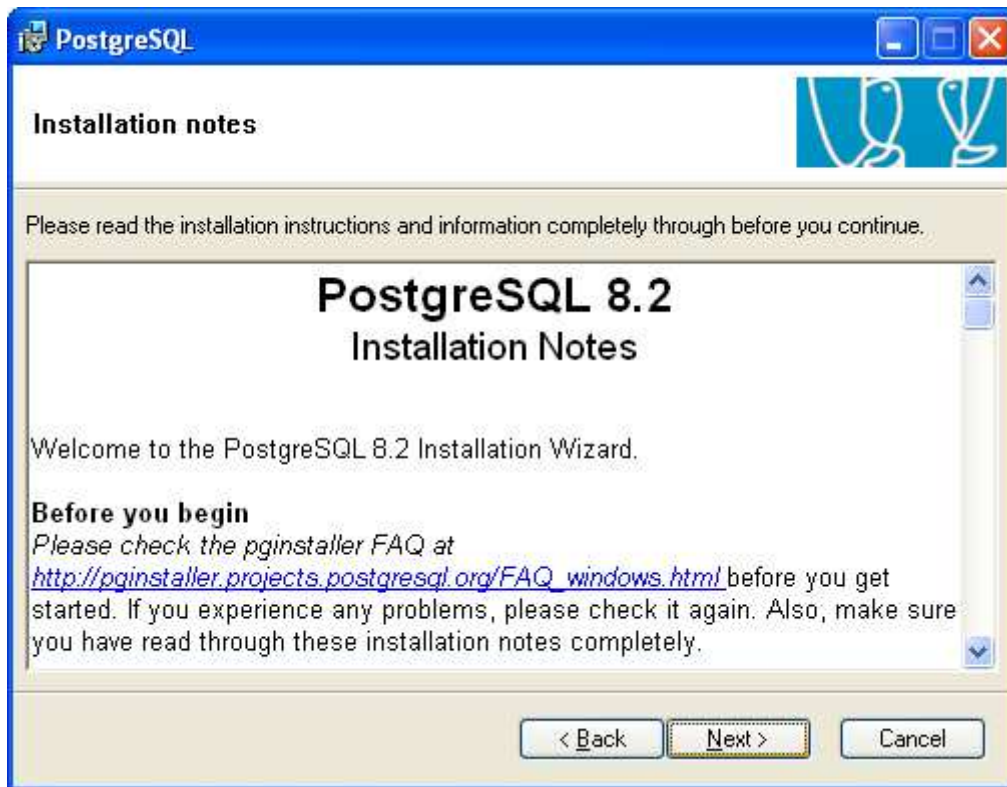 PostgreSQL
Installation notes
Please read the installation instructions and information completely through before you continue.
PostgreSQL 8.2
Installation Notes
Welcome to the PostgreSQL 8.2 Installation Wizard.
Before you begin
Please check the pginstaller FAQ at
http://pginstaller.projects.postgresql.org/FAQ_windows.html before you get
started. If you experience any problems, please check it again. Also, make sure
you have read through these installation notes completely.
< Back
Next >
Cancel